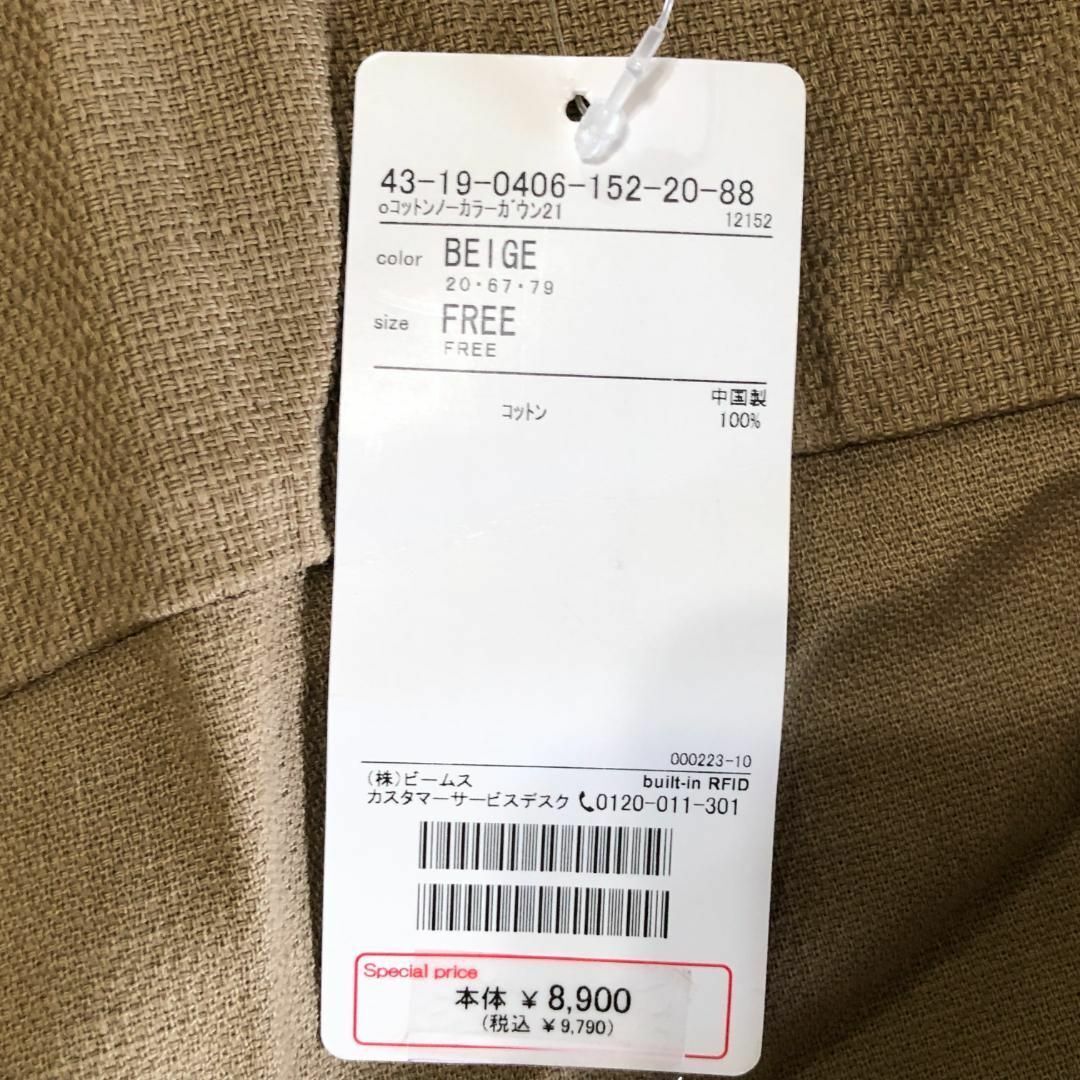 43-19-0406-152-20-88
oコットンノーカラーガウン21
12152
color BEIGE
20・67・79
size FREE
FREE
中国製
コットン 100%
000223-10
(株)ビームス built-in RFID
カスタマーサービスデスク 0120-011-301
Special price
本体 ¥8,900
(税込 ¥9,790)